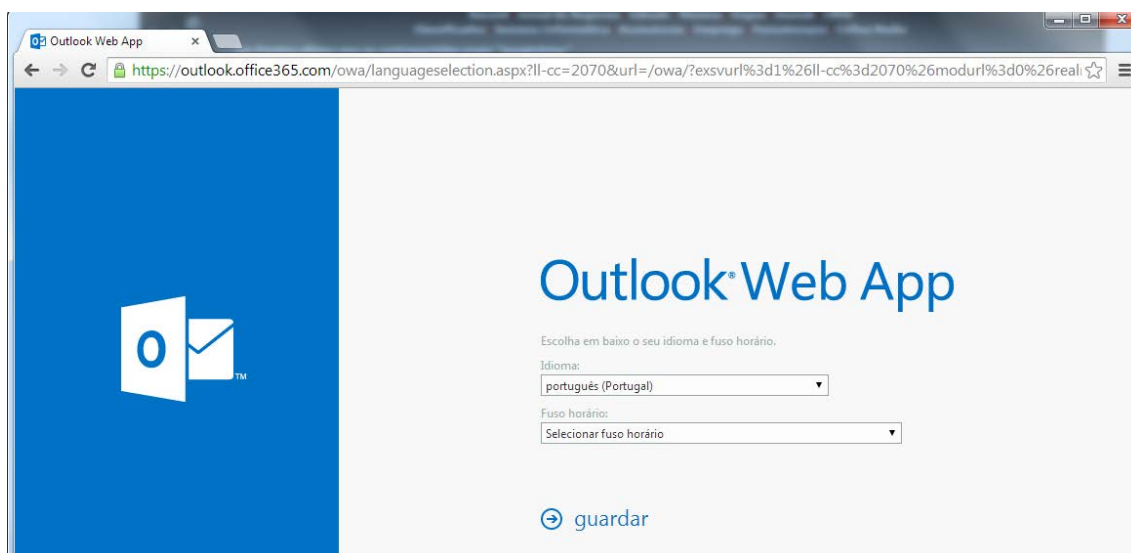 Outlook Web App
https://outlook.office365.com/owa/languageselection.aspx?ll-cc=2070&url=/owa/?exsvurl%3d1%26ll-cc%3d2070%26modurl%3d0%26real
Outlook® Web App
Escolha em baixo o seu idioma e fuso horário.
Idioma:
português (Portugal)
Fuso horário:
Selecionar fuso horário
guardar
TM